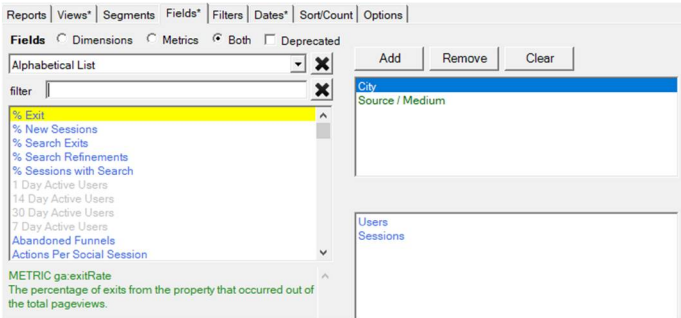 Reports Views* Segments Fields* Filters Dates* Sort/Count Options
Fields Dimensions Metrics Both Deprecated
Alphabetical List
filter
% Exit
% New Sessions
% Search Exits
% Search Refinements
% Sessions with Search
1 Day Active Users
14 Day Active Users
30 Day Active Users
7 Day Active Users
Abandoned Funnels
Actions Per Social Session
METRIC ga:exitRate
The percentage of exits from the property that occurred out of
the total pageviews.
Add Remove Clear
City
Source / Medium
Users
Sessions